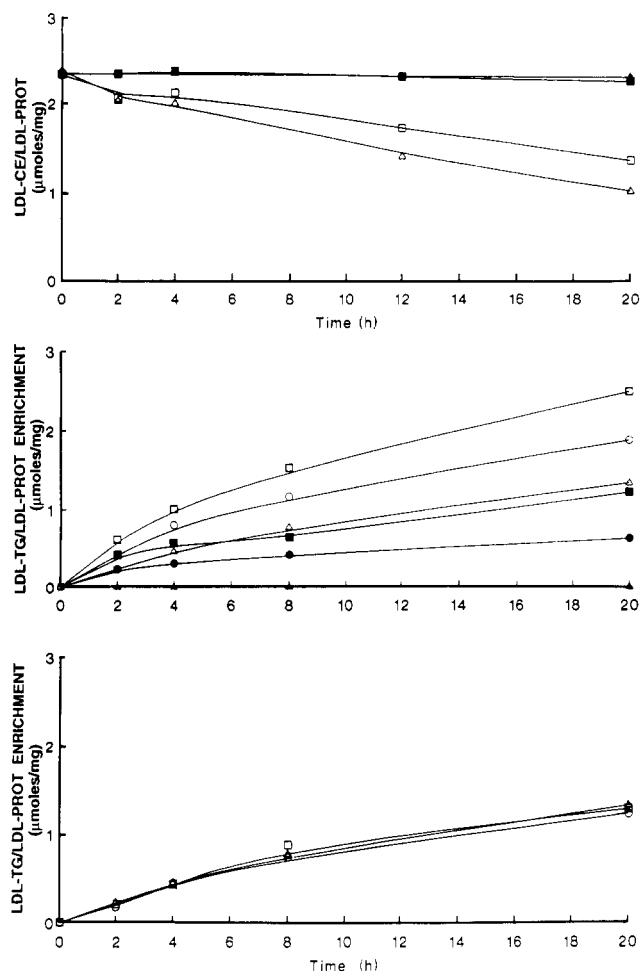 LDL-CE/LDL-PROT
(μmoles/mg)
3
2
1
0
0 2 4 6 8 10 12 14 16 18 20
Time (h)
LDL-TG/LDL-PROT ENRICHMENT
(μmoles/mg)
3
2
1
0
0 2 4 6 8 10 12 14 16 18 20
LDL-TG/LDL-PROT ENRICHMENT
(μmoles/mg)
3
2
1
0
0 2 4 6 8 10 12 14 16 18 20
Time (h)